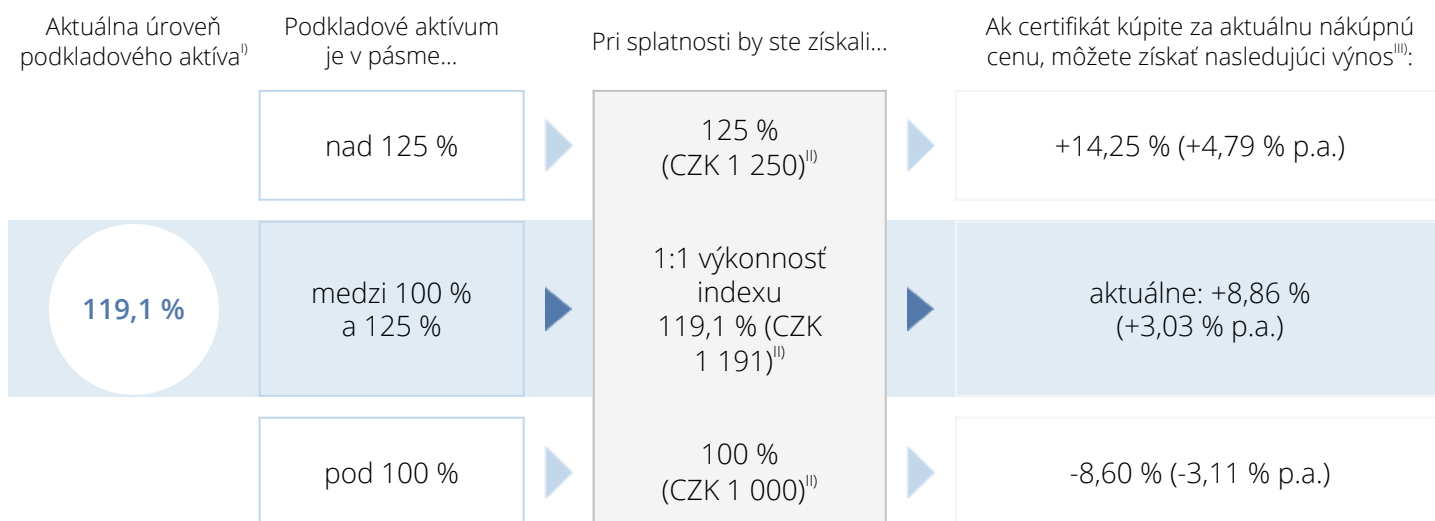 Aktuálna úroveň
podkladového aktíva I)
Podkladové aktívum
je v pásme...
Pri splatnosti by ste získali...
Ak certifikát kúpite za aktuálnu nákupnú
cenu, môžete získať nasledujúci výnos III):
nad 125 %
125 %
(CZK 1 250) II)
+14,25 % (+4,79 % p.a.)
119,1 %
medzi 100 %
a 125 %
1:1 výkonnosť
indexu
119,1 % (CZK
1 191) II)
aktuálne: +8,86 %
(+3,03 % p.a.)
pod 100 %
100 %
(CZK 1 000) II)
-8,60 % (-3,11 % p.a.)